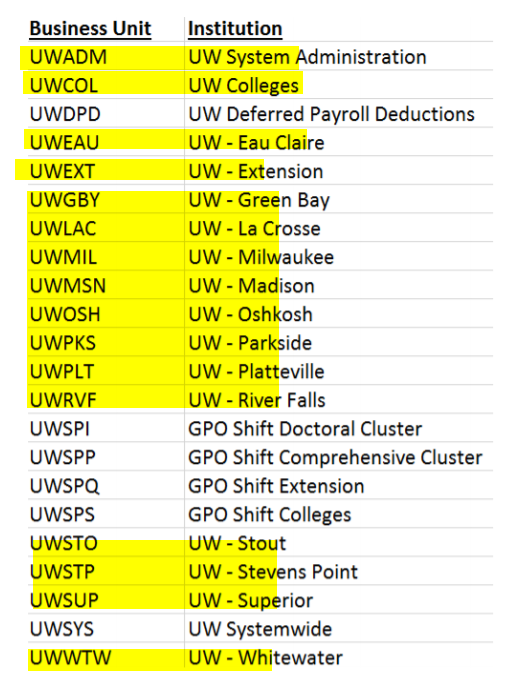 Business Unit Institution
UWADM UW System Administration
UWCOL UW Colleges
UWDPD UW Deferred Payroll Deductions
UWEAU UW - Eau Claire
UWEXT UW - Extension
UWGBY UW - Green Bay
UWLAC UW - La Crosse
UWMIL UW - Milwaukee
UWMSN UW - Madison
UWOSH UW - Oshkosh
UWPKS UW - Parkside
UWPLT UW - Platteville
UWRVF UW - River Falls
UWSPI GPO Shift Doctoral Cluster
UWSPP GPO Shift Comprehensive Cluster
UWSPQ GPO Shift Extension
UWSPS GPO Shift Colleges
UWSTO UW - Stout
UWSTP UW - Stevens Point
UWSUP UW - Superior
UWSYS UW Systemwide
UWWTW UW - Whitewater